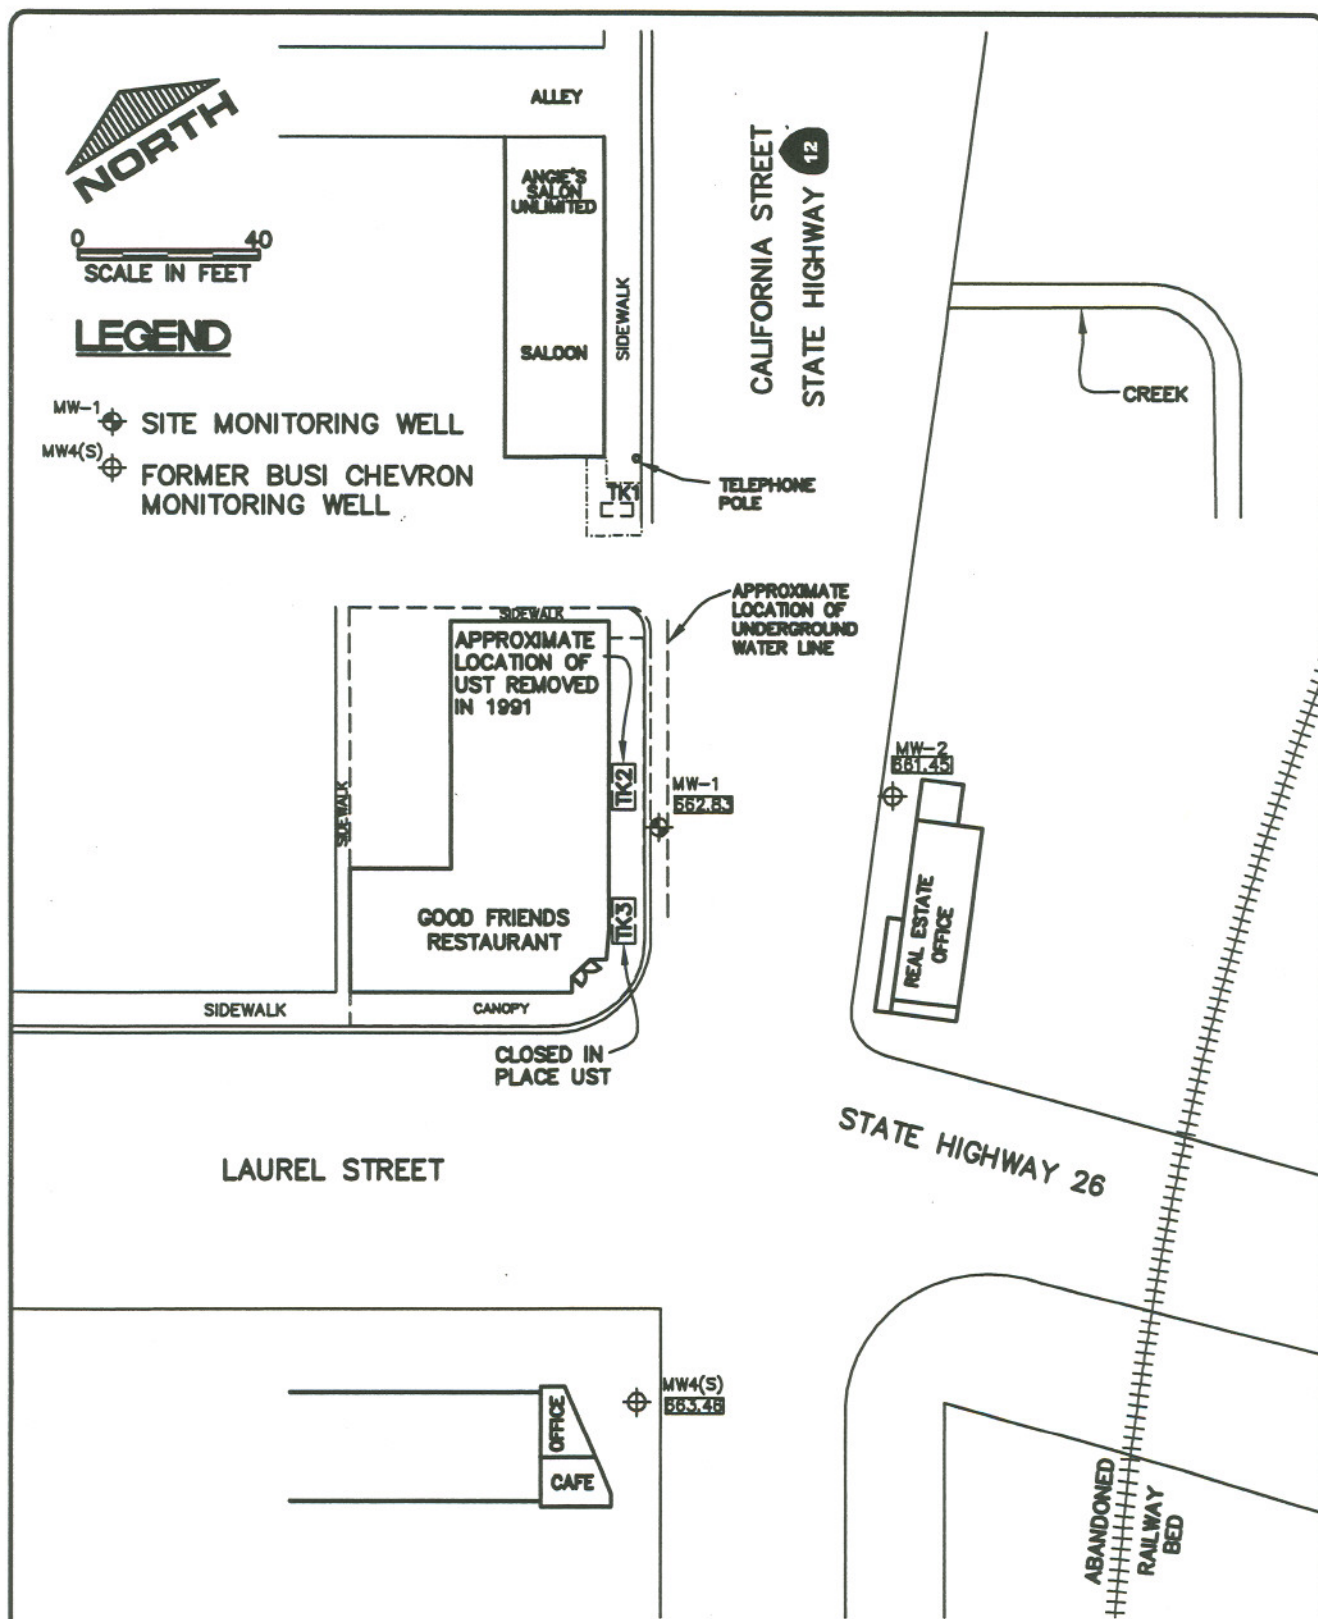 ALLEY
NORTH
ANGIE'S
SALON
UNLIMITED
CALIFORNIA STREET
STATE HIGHWAY 12
0 40
SCALE IN FEET
LEGEND
SIDEWALK
SALOON
CREEK
MW-1 SITE MONITORING WELL
MW4(S) FORMER BUSI CHEVRON
MONITORING WELL
TK1
TELEPHONE
POLE
APPROXIMATE
LOCATION OF
UNDERGROUND
WATER LINE
SIDEWALK
APPROXIMATE
LOCATION OF
UST REMOVED
IN 1991
TK2
MW-1
662.83
MW-2
661.45
SIDEWALK
TK3
GOOD FRIENDS
RESTAURANT
REAL ESTATE
OFFICE
SIDEWALK
CANOPY
CLOSED IN
PLACE UST
LAUREL STREET
STATE HIGHWAY 26
MW4(S)
663.46
OFFICE
CAFE
ABANDONED
RAILWAY
BED